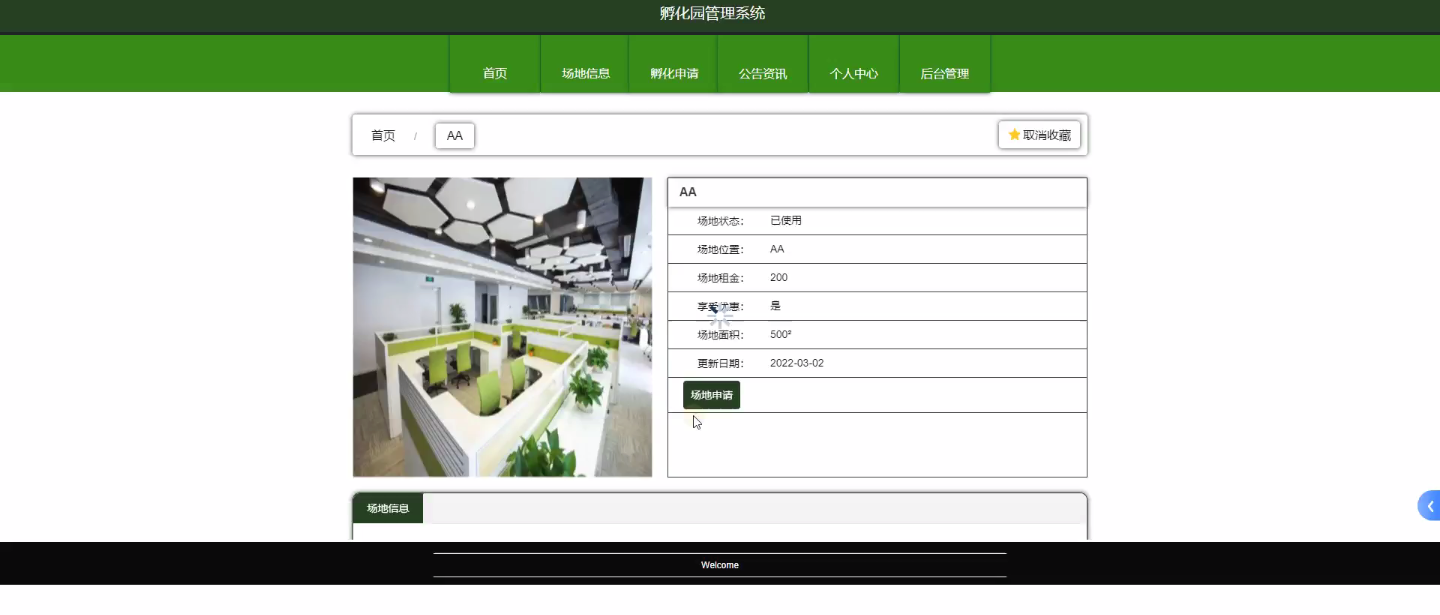 孵化园管理系统
首页 场地信息 孵化申请 公告资讯 个人中心 后台管理
首页 / AA 取消收藏
AA
场地状态： 已使用
场地位置： AA
场地租金： 200
享受优惠： 是
场地面积： 500²
更新日期： 2022-03-02
场地申请
场地信息
Welcome